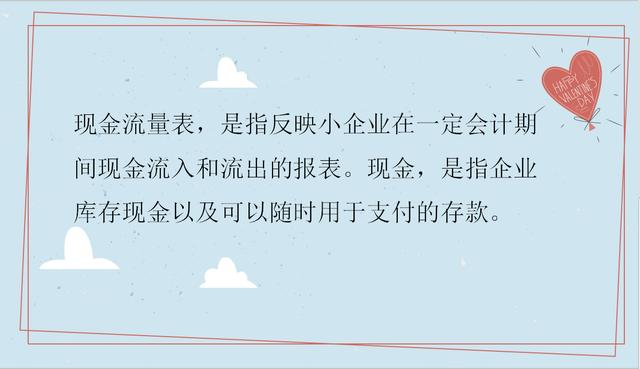 现金流量表，是指反映小企业在一定会计期
间现金流入和流出的报表。现金，是指企业
库存现金以及可以随时用于支付的存款。
HAPPY
VALENTINE'S
DAY